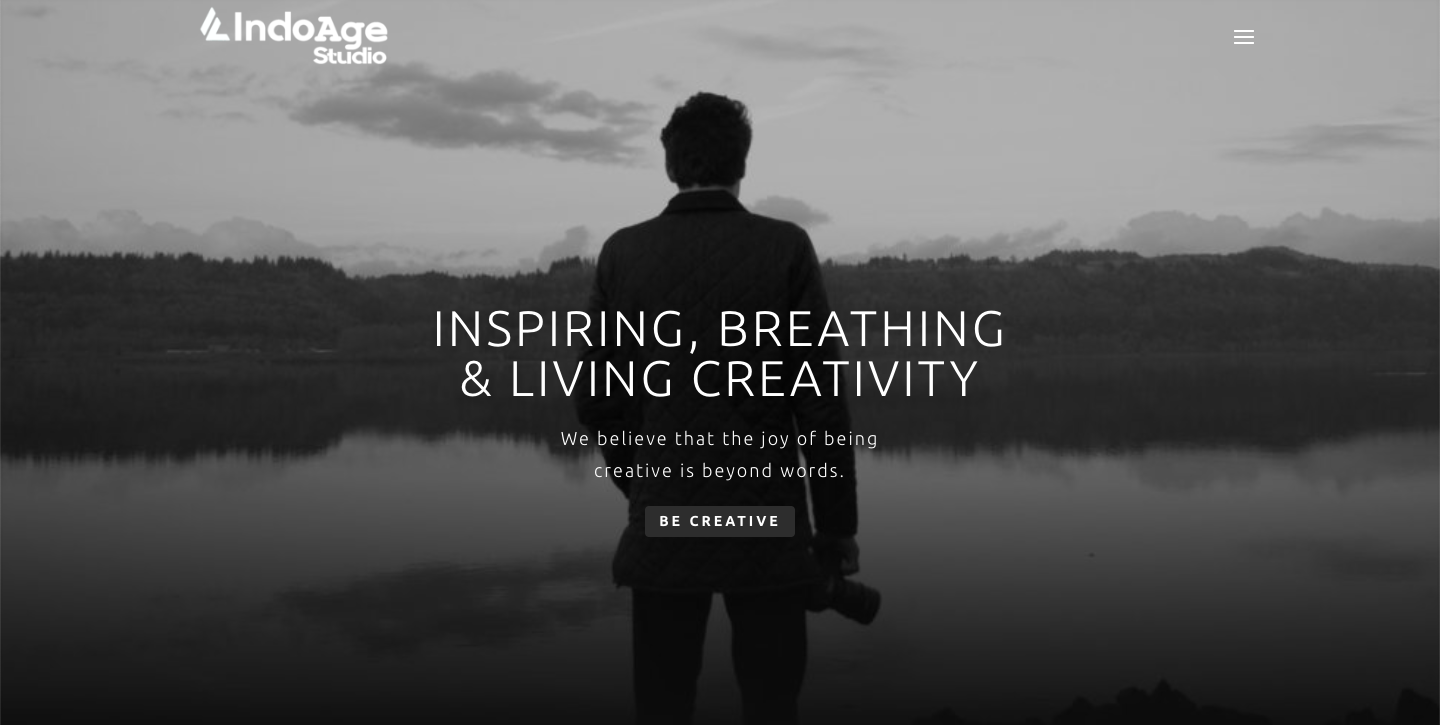 IndoAge
Studio
INSPIRING, BREATHING
& LIVING CREATIVITY
We believe that the joy of being
creative is beyond words.
BE CREATIVE